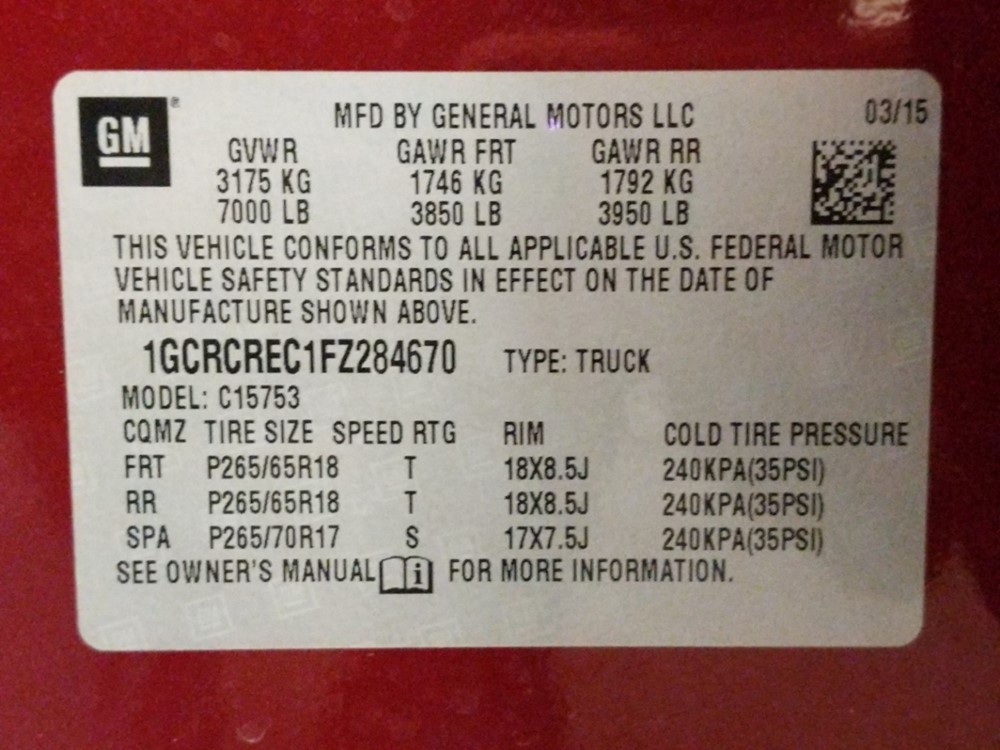 GM®
MFD BY GENERAL MOTORS LLC 03/15
GVWR GAWR FRT GAWR RR
3175 KG 1746 KG 1792 KG
7000 LB 3850 LB 3950 LB
THIS VEHICLE CONFORMS TO ALL APPLICABLE U.S. FEDERAL MOTOR
VEHICLE SAFETY STANDARDS IN EFFECT ON THE DATE OF
MANUFACTURE SHOWN ABOVE.
1GCRCREC1FZ284670 TYPE: TRUCK
MODEL: C15753
CQMZ TIRE SIZE SPEED RTG RIM COLD TIRE PRESSURE
FRT P265/65R18 T 18X8.5J 240KPA(35PSI)
RR P265/65R18 T 18X8.5J 240KPA(35PSI)
SPA P265/70R17 S 17X7.5J 240KPA(35PSI)
SEE OWNER'S MANUAL i FOR MORE INFORMATION.